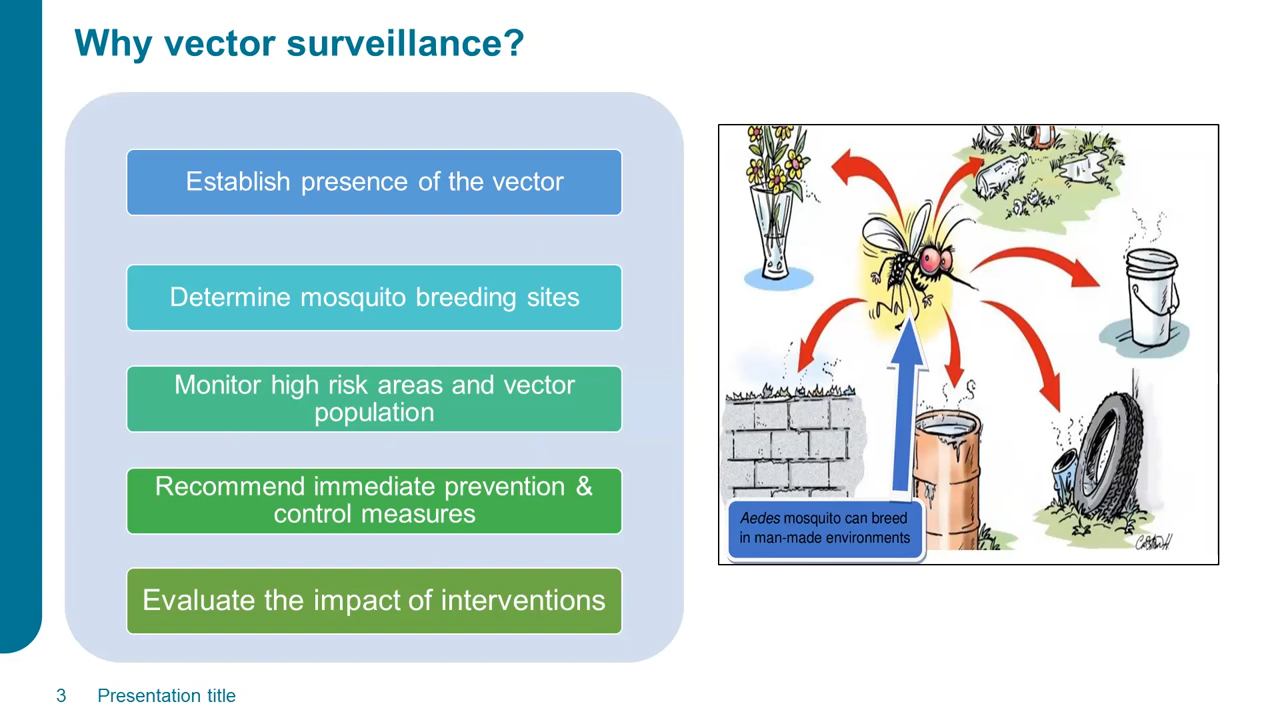 Why vector surveillance?
Establish presence of the vector
Determine mosquito breeding sites
Monitor high risk areas and vector
population
Recommend immediate prevention &
control measures
Evaluate the impact of interventions
Aedes mosquito can breed
in man-made environments
3 Presentation title